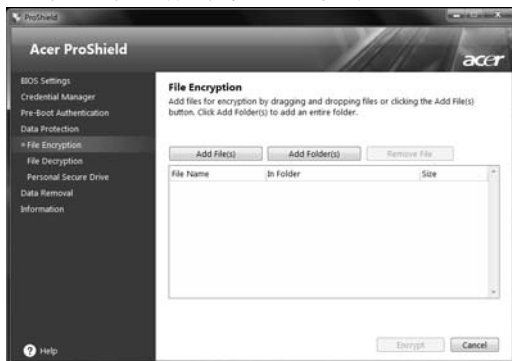 ProShield
Acer ProShield
acer
BIOS Settings
Credential Manager
Pre-Boot Authentication
Data Protection
File Encryption
File Decryption
Personal Secure Drive
Data Removal
Information
Help
File Encryption
Add files for encryption by dragging and dropping files or clicking the Add File(s)
button. Click Add Folder(s) to add an entire folder.
Add File(s)
Add Folder(s)
Remove File
File Name
In Folder
Size
Encrypt
Cancel